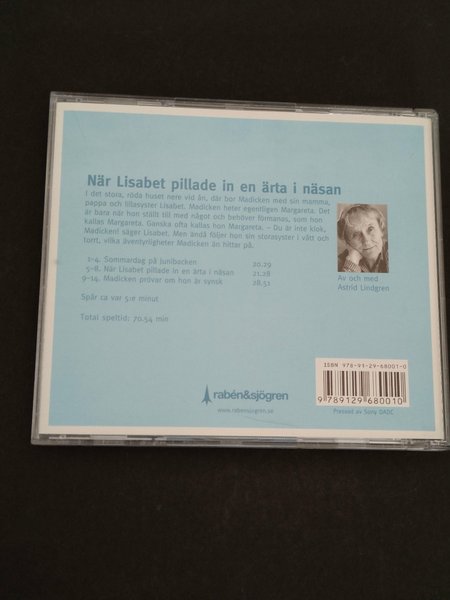 När Lisabet pillade in en ärta i näsan
I det stora, röda huset nere vid ån, där bor Madicken med sin mamma,
pappa och lillasyster Lisabet. Madicken heter egentligen Margareta. Det
är bara när hon ställt till med något och behöver förmanas, som hon
kallas Margareta. Ganska ofta kallas hon Margareta. – Du är inte klok,
Madicken! säger Lisabet. Men ändå följer hon sin storasyster i vått och
torrt, vilka äventyrligheter Madicken än hittar på.
1-4. Sommardag på Junibacken 20.29
5-8. När Lisabet pillade in en ärta i näsan 21.28
9-14. Madicken prövar om hon är synsk 28.51
Spår ca var 5:e minut
Total speltid: 70.54 min
Av och med
Astrid Lindgren
rabén&sjögren
www.rabensjogren.se
ISBN 978-91-29-68001-0
9 789129 680010
Pressed av Sony DADC